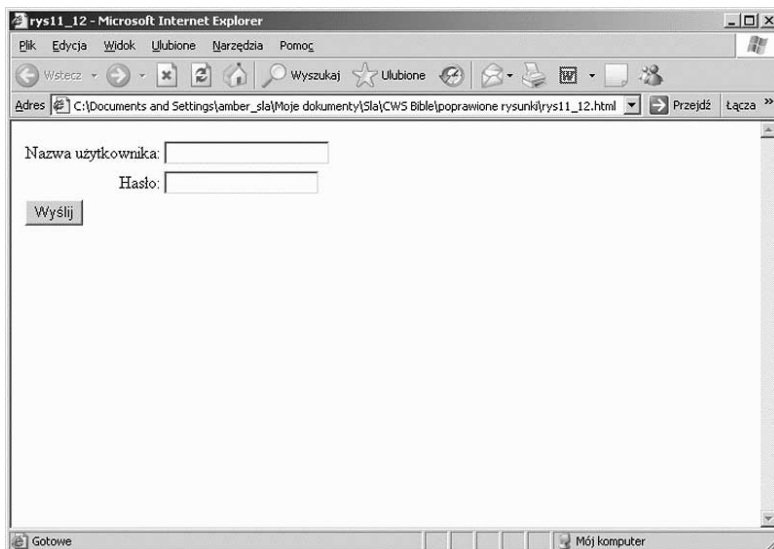 rys11_12 - Microsoft Internet Explorer
Plik Edycja Widok Ulubione Narzędzia Pomoc
Wstecz Wyszukaj Ulubione
Adres C:\Documents and Settings\amber_sla\Moje dokumenty\Sla\CWS Bible\poprawione rysunki\rys11_12.html Przejdź Łącza »
Nazwa użytkownika:
Hasło:
Wyślij
Gotowe Mój komputer